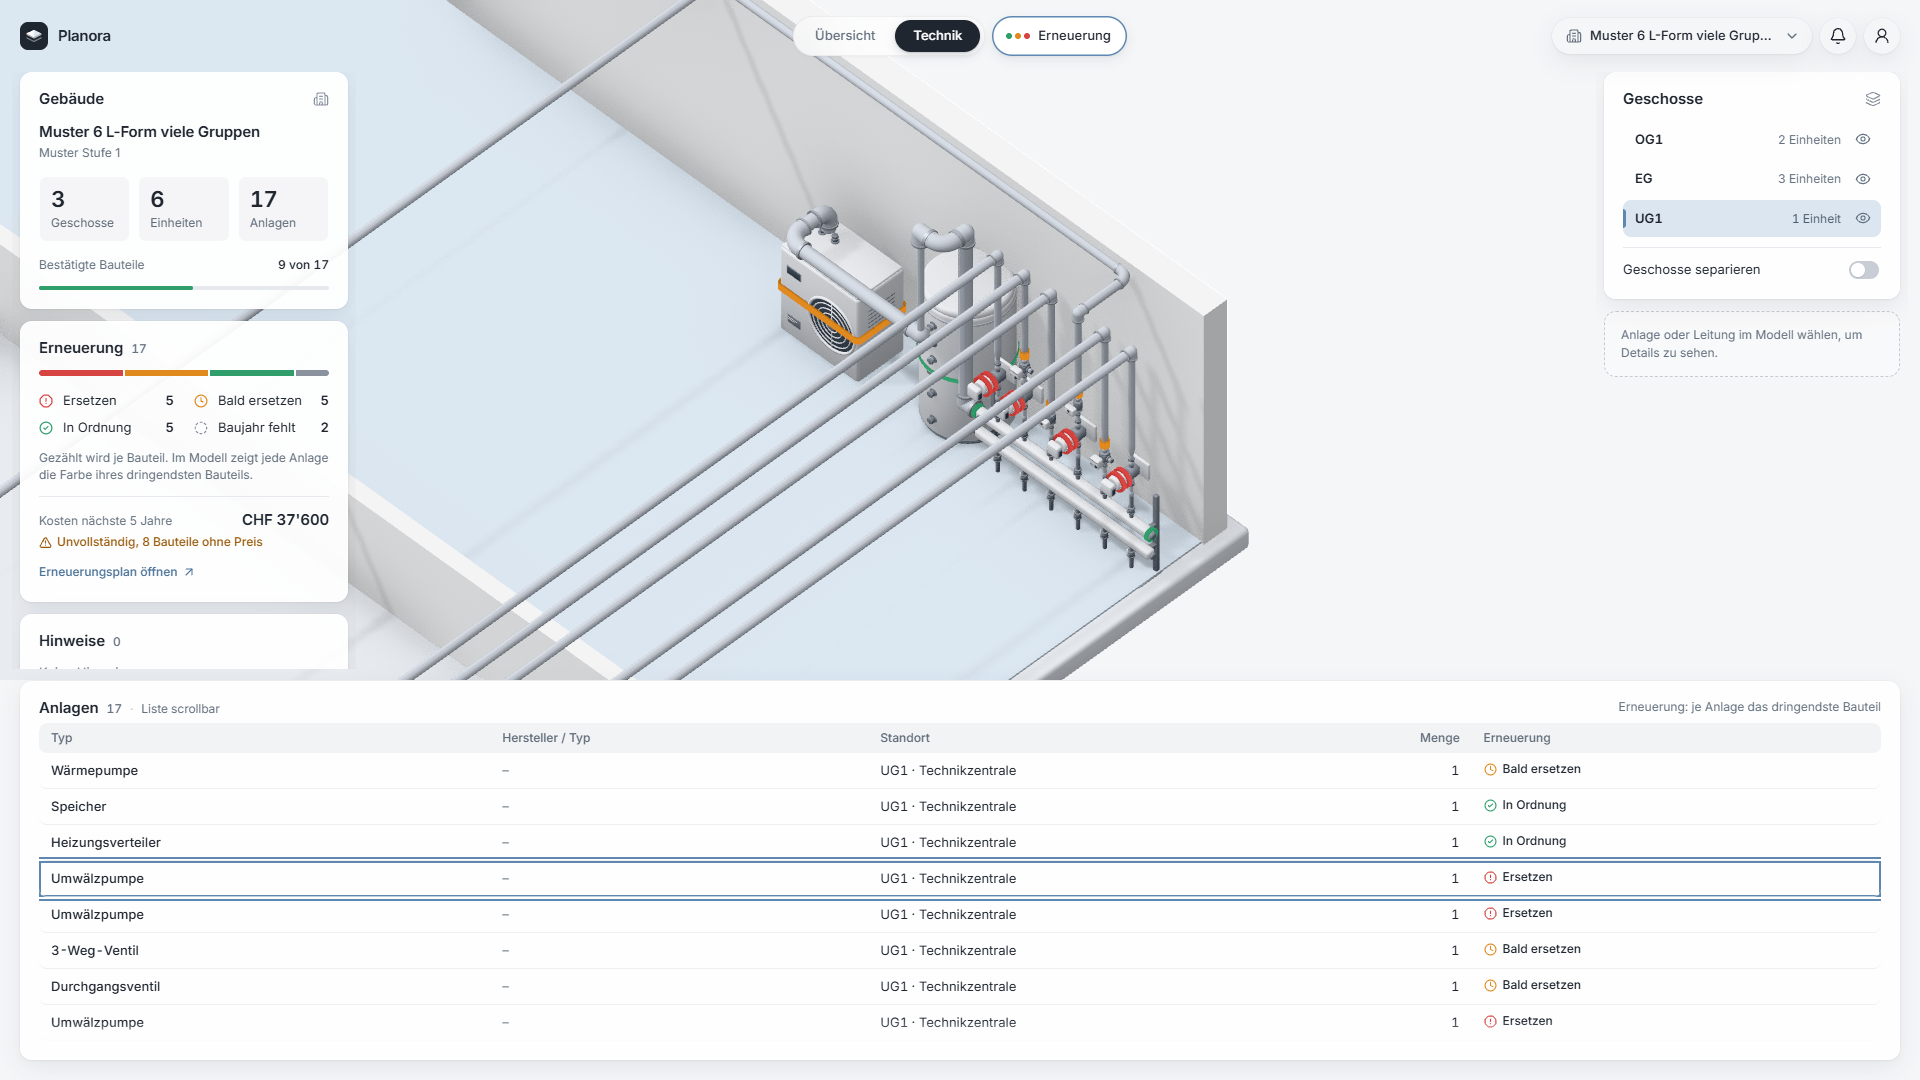 Planora
Übersicht
Technik
Erneuerung
Muster 6 L-Form viele Grup...
Gebäude
Muster 6 L-Form viele Gruppen
Muster Stufe 1
3
Geschosse
6
Einheiten
17
Anlagen
Bestätigte Bauteile
9 von 17
Erneuerung 17
Ersetzen 5
Bald ersetzen 5
In Ordnung 5
Baujahr fehlt 2
Gezählt wird je Bauteil. Im Modell zeigt jede Anlage
die Farbe ihres dringendsten Bauteils.
Kosten nächste 5 Jahre
CHF 37'600
Unvollständig, 8 Bauteile ohne Preis
Erneuerungsplan öffnen
Hinweise 0
Geschosse
OG1 2 Einheiten
EG 3 Einheiten
UG1 1 Einheit
Geschosse separieren
Anlage oder Leitung im Modell wählen, um
Details zu sehen.
Anlagen 17 · Liste scrollbar
Erneuerung: je Anlage das dringendste Bauteil
Typ Hersteller / Typ Standort Menge Erneuerung
Wärmepumpe – UG1 · Technikzentrale 1 Bald ersetzen
Speicher – UG1 · Technikzentrale 1 In Ordnung
Heizungsverteiler – UG1 · Technikzentrale 1 In Ordnung
Umwälzpumpe – UG1 · Technikzentrale 1 Ersetzen
Umwälzpumpe – UG1 · Technikzentrale 1 Ersetzen
3-Weg-Ventil – UG1 · Technikzentrale 1 Bald ersetzen
Durchgangsventil – UG1 · Technikzentrale 1 Bald ersetzen
Umwälzpumpe – UG1 · Technikzentrale 1 Ersetzen